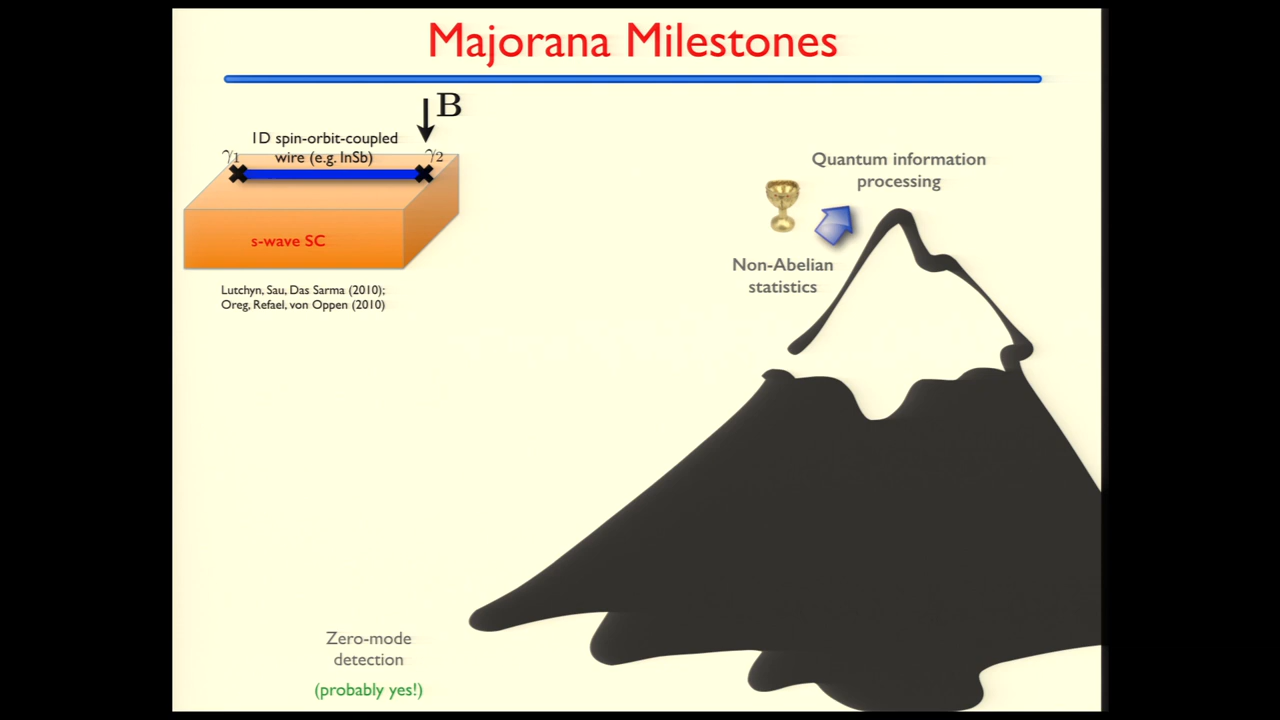 Majorana Milestones
B
1D spin-orbit-coupled
wire (e.g. InSb)
γ1
γ2
s-wave SC
Lutchyn, Sau, Das Sarma (2010);
Oreg, Refael, von Oppen (2010)
Quantum information
processing
Non-Abelian
statistics
Zero-mode
detection
(probably yes!)